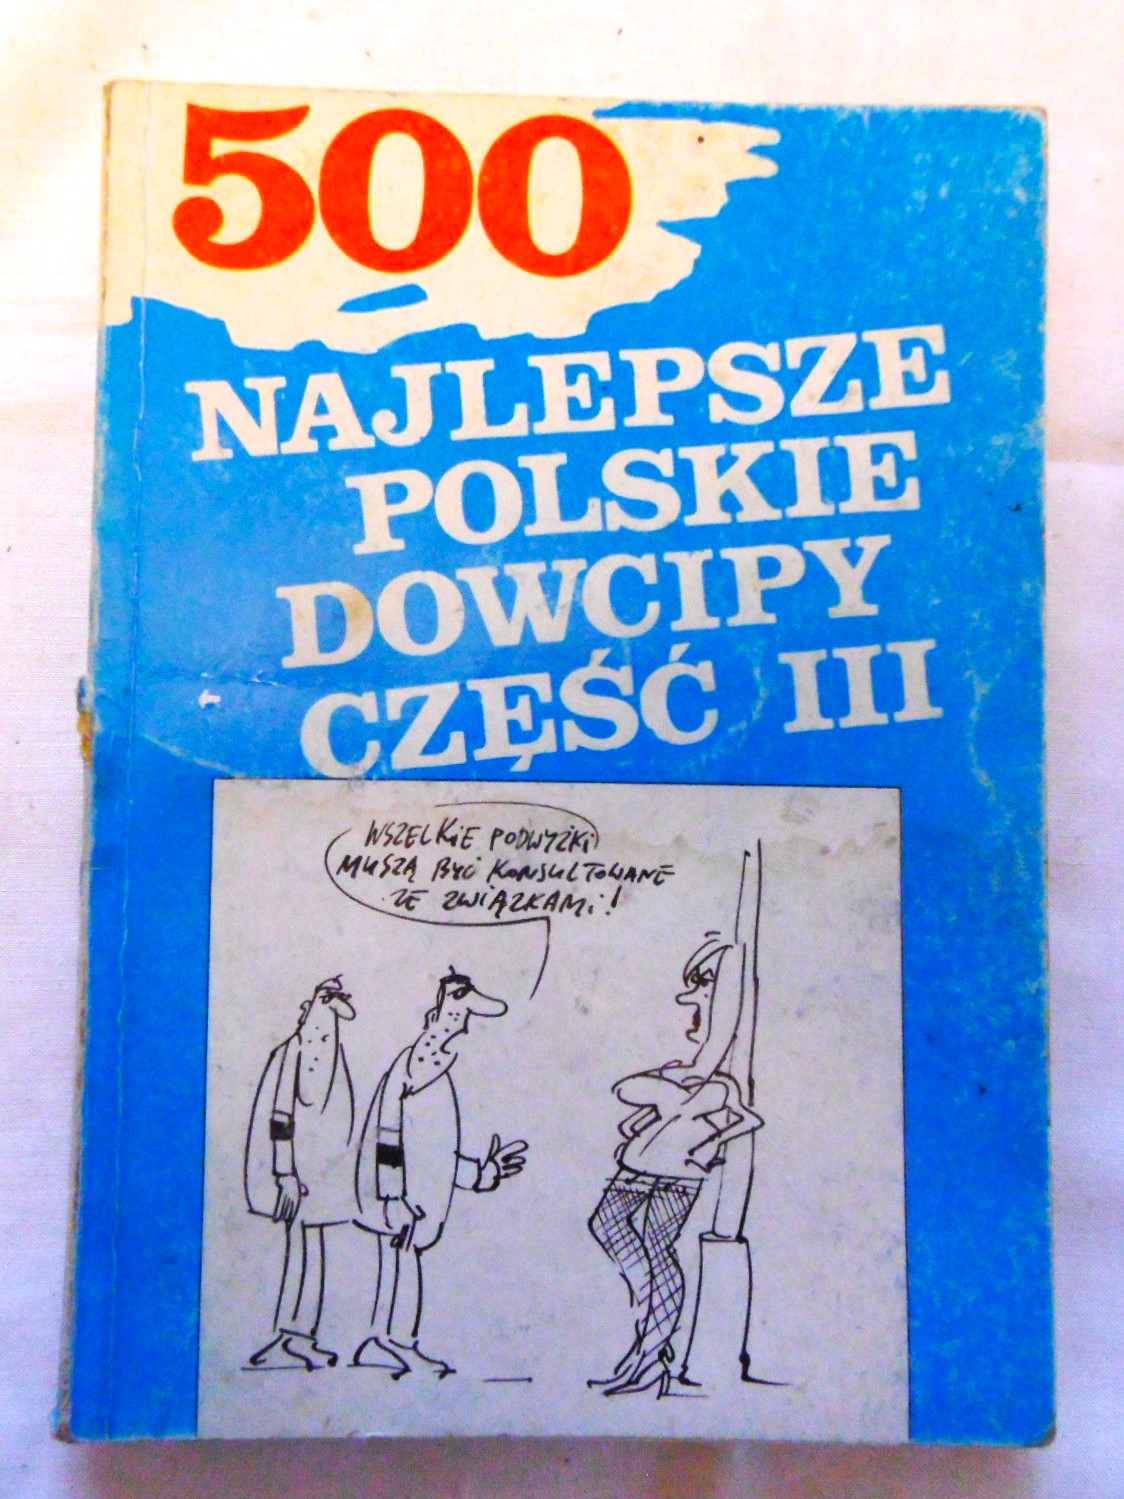 500
NAJLEPSZE
POLSKIE
DOWCIPY
CZĘŚĆ III
WSZELKIE PODWYŻKI
MUSZĄ BYĆ KONSULTOWANE
ZE ZWIĄZKAMI!